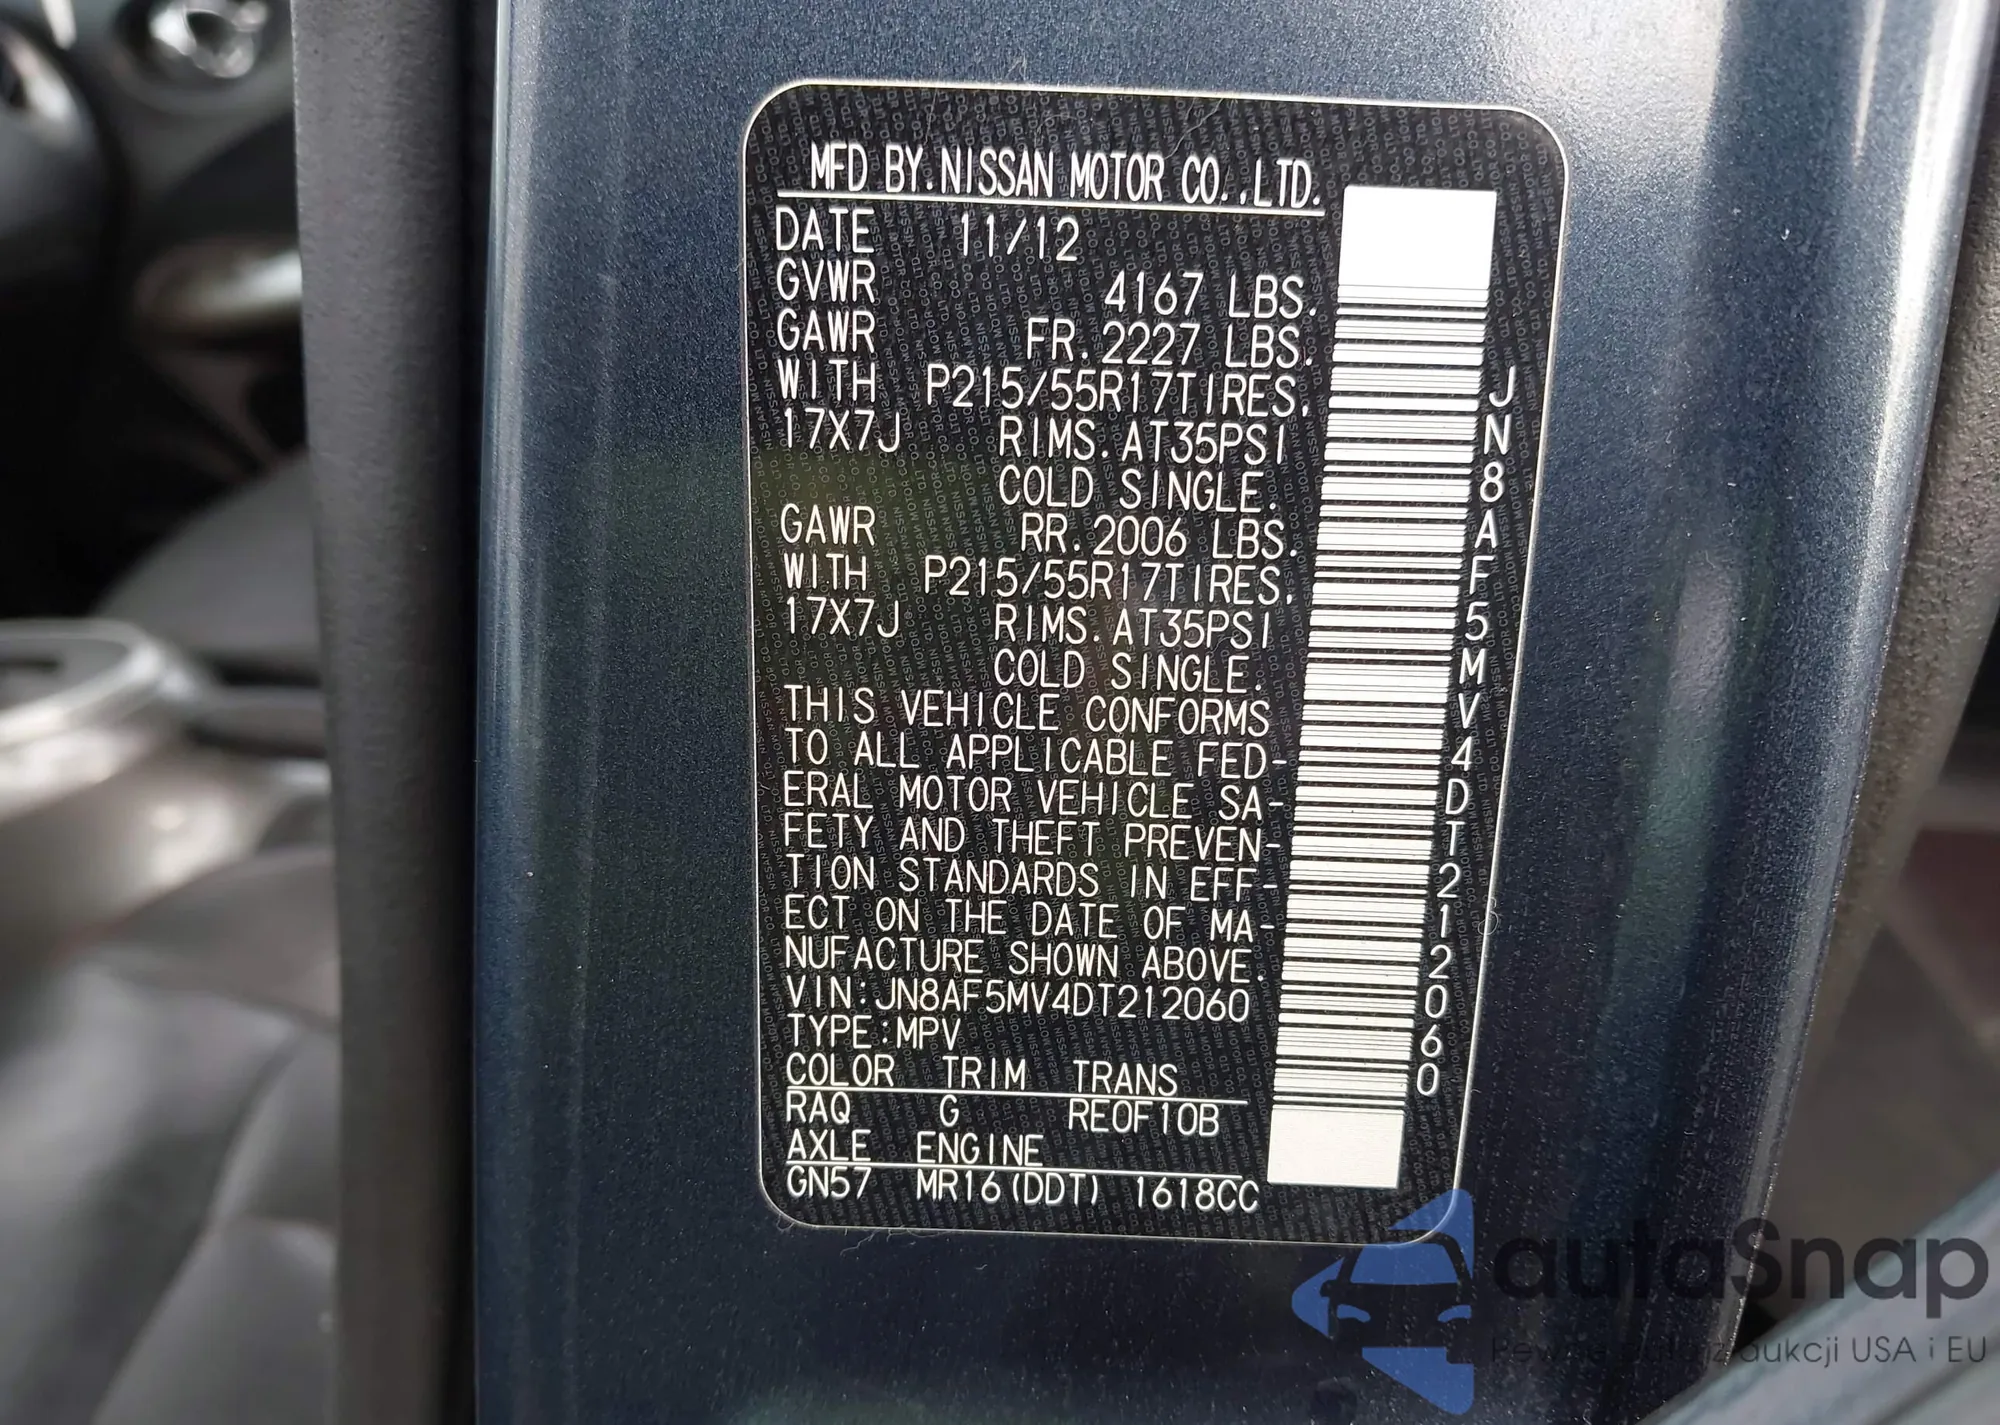 MFD BY.NISSAN MOTOR CO.,LTD.
DATE 11/12
GVWR 4167 LBS.
GAWR FR.2227 LBS.
WITH P215/55R17TIRES,
17X7J RIMS.AT35PSI
COLD SINGLE.
GAWR RR.2006 LBS.
WITH P215/55R17TIRES,
17X7J RIMS.AT35PSI
COLD SINGLE.
THIS VEHICLE CONFORMS
TO ALL APPLICABLE FED-
ERAL MOTOR VEHICLE SA-
FETY AND THEFT PREVEN-
TION STANDARDS IN EFF-
ECT ON THE DATE OF MA-
NUFACTURE SHOWN ABOVE.
VIN:JN8AF5MV4DT212060
TYPE:MPV
COLOR TRIM TRANS
RAQ G RE0F10B
AXLE ENGINE
GN57 MR16(DDT) 1618CC
JN8AF5MV4DT212060
autaSnap
aukcji USA i EU